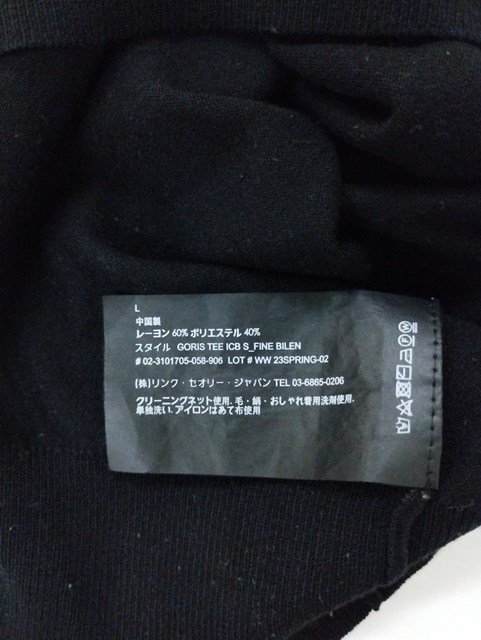 L
中国製
レーヨン 60% ポリエステル 40%
スタイル GORIS TEE ICB S_FINE BILEN
# 02-3101705-058-906 LOT # WW 23SPRING-02
(株)リンク・セオリー・ジャパン TEL 03-6865-0206
クリーニングネット使用. 毛・絹・おしゃれ着用洗剤使用.
単独洗い. アイロンはあて布使用